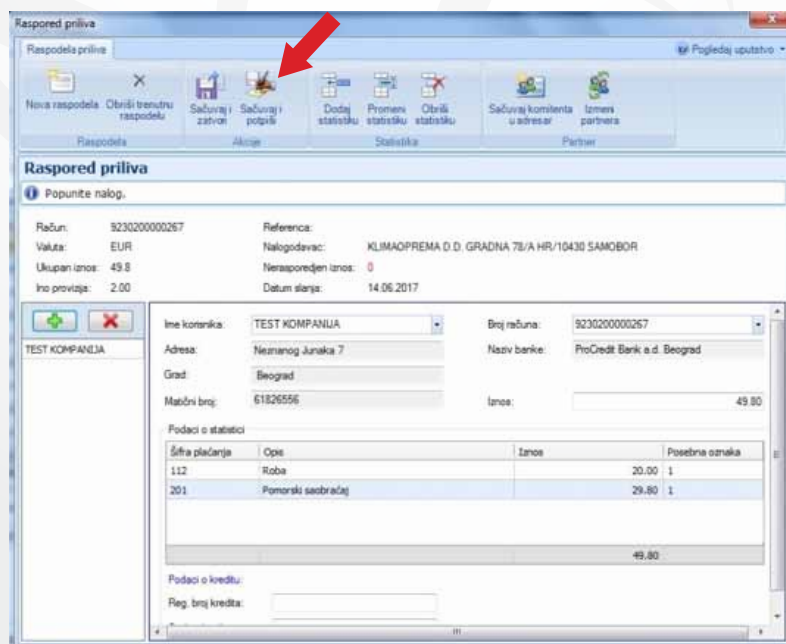 Raspored priliva
Raspodela priliva
Pogledaj uputstvo
Nova raspodela
Obriši trenutnu raspodelu
Sačuvaj i zatvori
Sačuvaj i potpiši
Dodaj statistiku
Promeni statistiku
Obriši statistiku
Sačuvaj komitenta u adresar
Izmeni partnera
Raspodela
Akcije
Statistika
Partner
Raspored priliva
Popunite nalog.
Račun: 9230200000267 Referenca:
Valuta: EUR Nalogodavac: KLIMAOPREMA D.D. GRADNA 78/A HR/10430 SAMOBOR
Ukupan iznos: 49.8 Neraspoređen iznos: 0
Ino provizija: 2.00 Datum slanja: 14.06.2017
TEST KOMPANIJA
Ime korisnika: TEST KOMPANIJA Broj računa: 9230200000267
Adresa: Neznanog Junaka 7 Naziv banke: ProCredit Bank a.d. Beograd
Grad: Beograd
Matični broj: 61826556 Iznos: 49.80
Podaci o statistici
Šifra plaćanja Opis Iznos Posebna oznaka
112 Roba 20.00 1
201 Pomorski saobraćaj 29.80 1
49.80
Podaci o kreditu:
Reg. broj kredita: